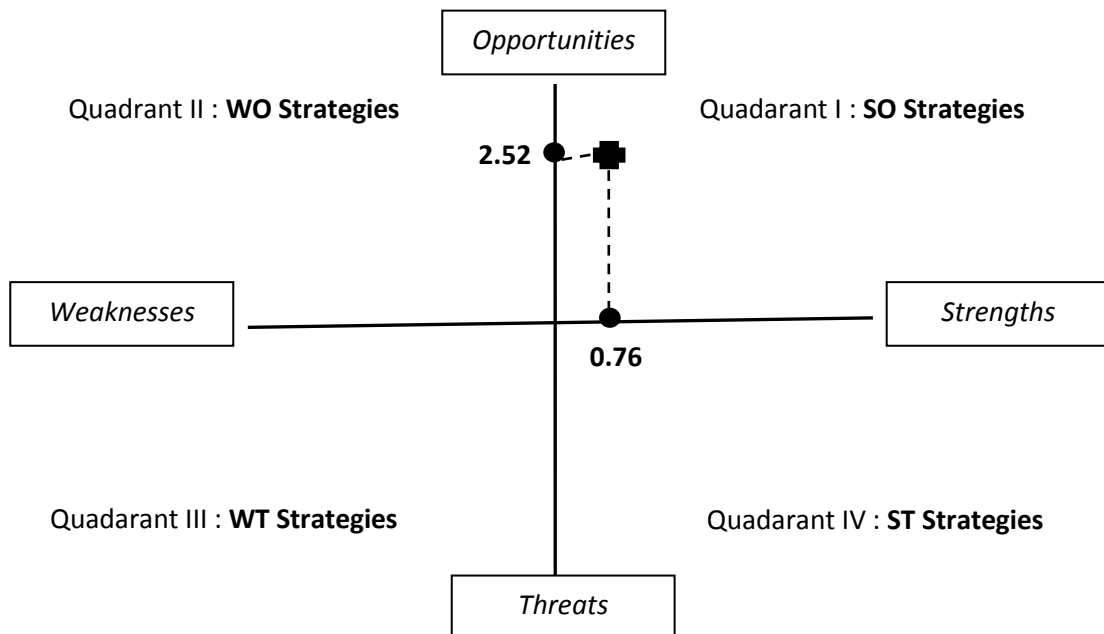 Opportunities
Quadrant II : WO Strategies
Quadarant I : SO Strategies
2.52
Weaknesses
Strengths
0.76
Quadarant III : WT Strategies
Quadarant IV : ST Strategies
Threats